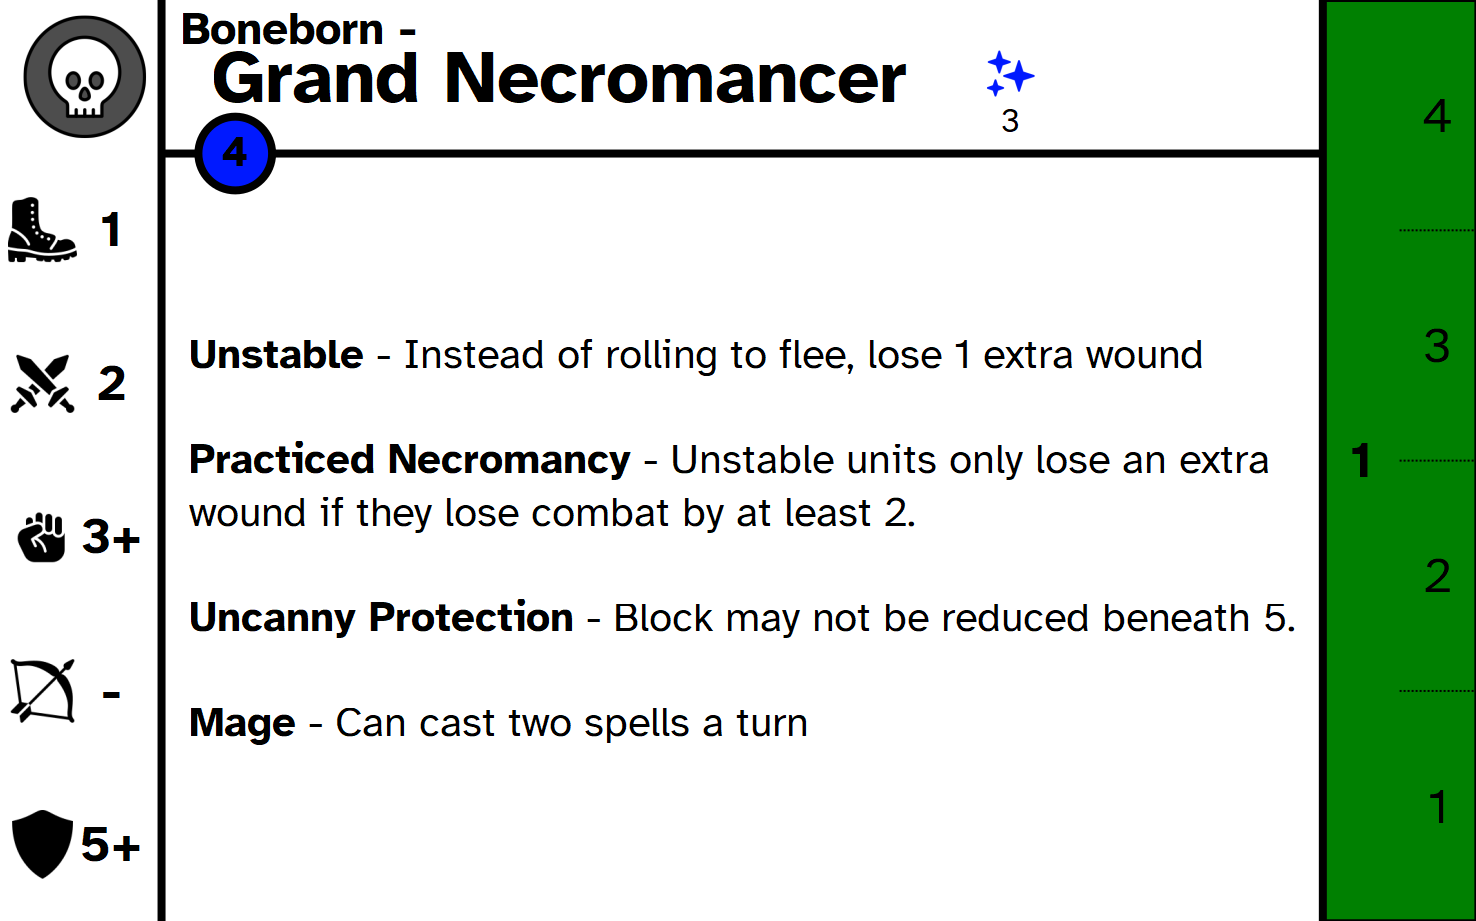 Boneborn -
Grand Necromancer
3
4
1
2
3+
-
5+
Unstable - Instead of rolling to flee, lose 1 extra wound
Practiced Necromancy - Unstable units only lose an extra
wound if they lose combat by at least 2.
Uncanny Protection - Block may not be reduced beneath 5.
Mage - Can cast two spells a turn
4
3
1
2
1